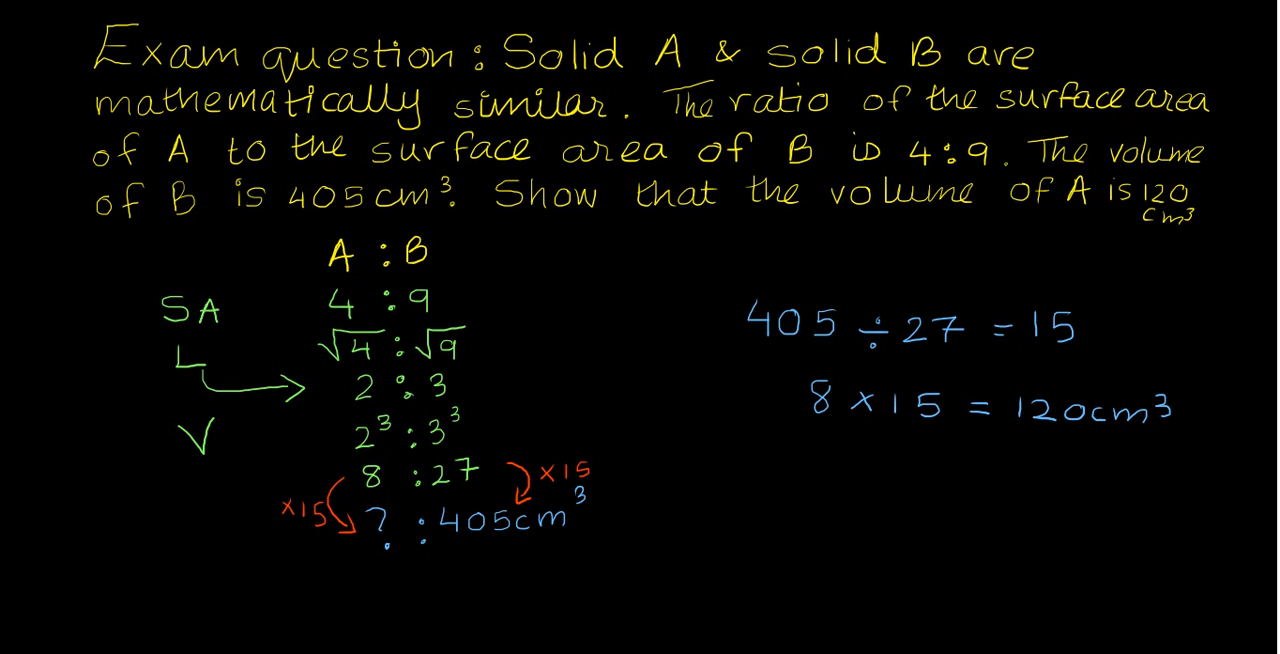 Exam question: Solid A & solid B are
mathematically similar. The ratio of the surface area
of A to the surface area of B is 4:9. The volume
of B is 405cm³. Show that the volume of A is 120
cm³
A : B
SA 4 : 9
√4 : √9
L 2 : 3
V 2³ : 3³
8 : 27
×15 ×15
? : 405cm³
405 ÷ 27 = 15
8 × 15 = 120cm³